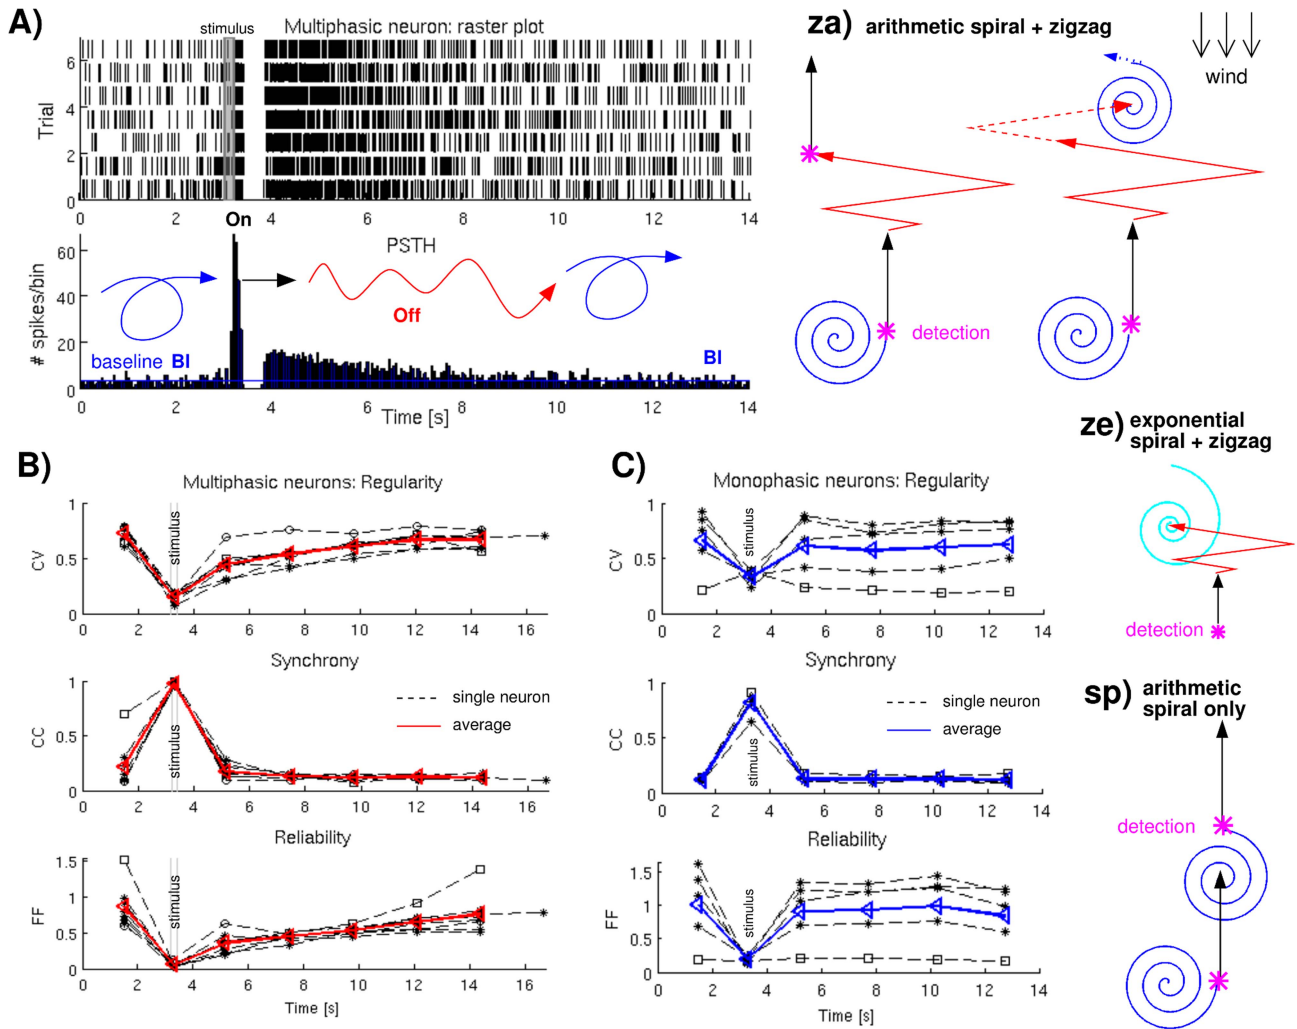 A)
stimulus
Multiphasic neuron: raster plot
Trial
6
4
2
0
0 2 On 4 6 8 10 12 14
PSTH
# spikes/bin
60
40
20
0
Off
baseline BI
BI
0 2 4 6 8 10 12 14
Time [s]
za) arithmetic spiral + zigzag
wind
detection
ze) exponential
spiral + zigzag
detection
sp) arithmetic
spiral only
detection
B)
Multiphasic neurons: Regularity
CV
1
0.5
0
stimulus
0 2 4 6 8 10 12 14 16
Synchrony
CC
1
0.5
0
stimulus
single neuron
average
0 2 4 6 8 10 12 14 16
Reliability
FF
1.5
1
0.5
0
stimulus
0 2 4 6 8 10 12 14 16
Time [s]
C)
Monophasic neurons: Regularity
CV
1
0.5
0
stimulus
0 2 4 6 8 10 12 14
Synchrony
CC
1
0.5
0
stimulus
single neuron
average
0 2 4 6 8 10 12 14
Reliability
FF
1.5
1
0.5
0
stimulus
0 2 4 6 8 10 12 14
Time [s]